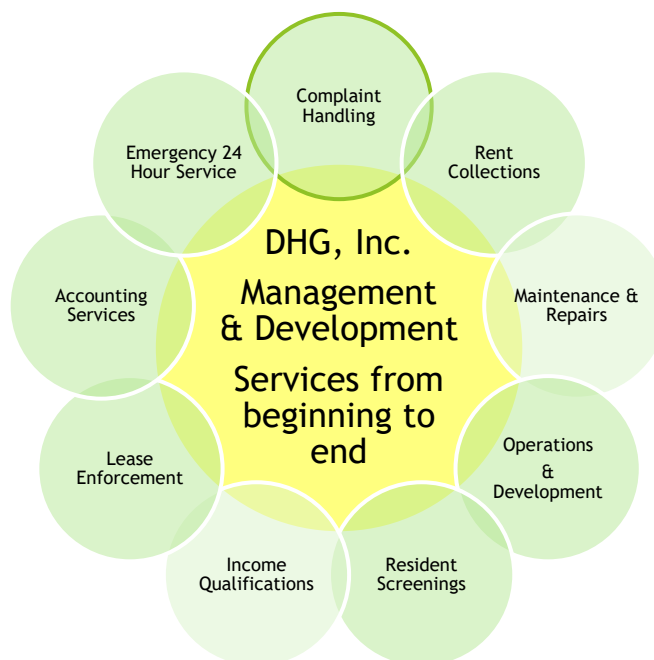 Complaint
Handling
Rent
Collections
Maintenance &
Repairs
Operations
&
Development
Resident
Screenings
Income
Qualifications
Lease
Enforcement
Accounting
Services
Emergency 24
Hour Service
DHG, Inc.
Management
& Development
Services from
beginning to
end